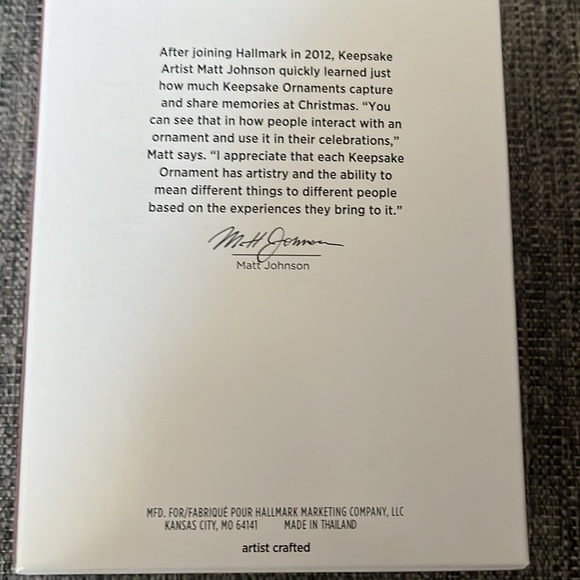 After joining Hallmark in 2012, Keepsake
Artist Matt Johnson quickly learned just
how much Keepsake Ornaments capture
and share memories at Christmas. “You
can see that in how people interact with an
ornament and use it in their celebrations,”
Matt says. “I appreciate that each Keepsake
Ornament has artistry and the ability to
mean different things to different people
based on the experiences they bring to it.”
Matt Johnson
Matt Johnson
MFD. FOR/FABRIQUÉ POUR HALLMARK MARKETING COMPANY, LLC
KANSAS CITY, MO 64141 MADE IN THAILAND
artist crafted